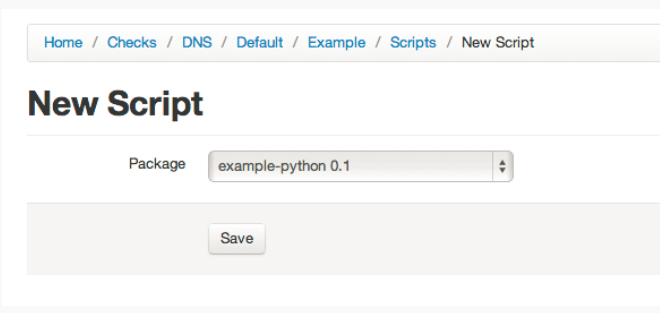 Home / Checks / DNS / Default / Example / Scripts / New Script
New Script
Package example-python 0.1
Save